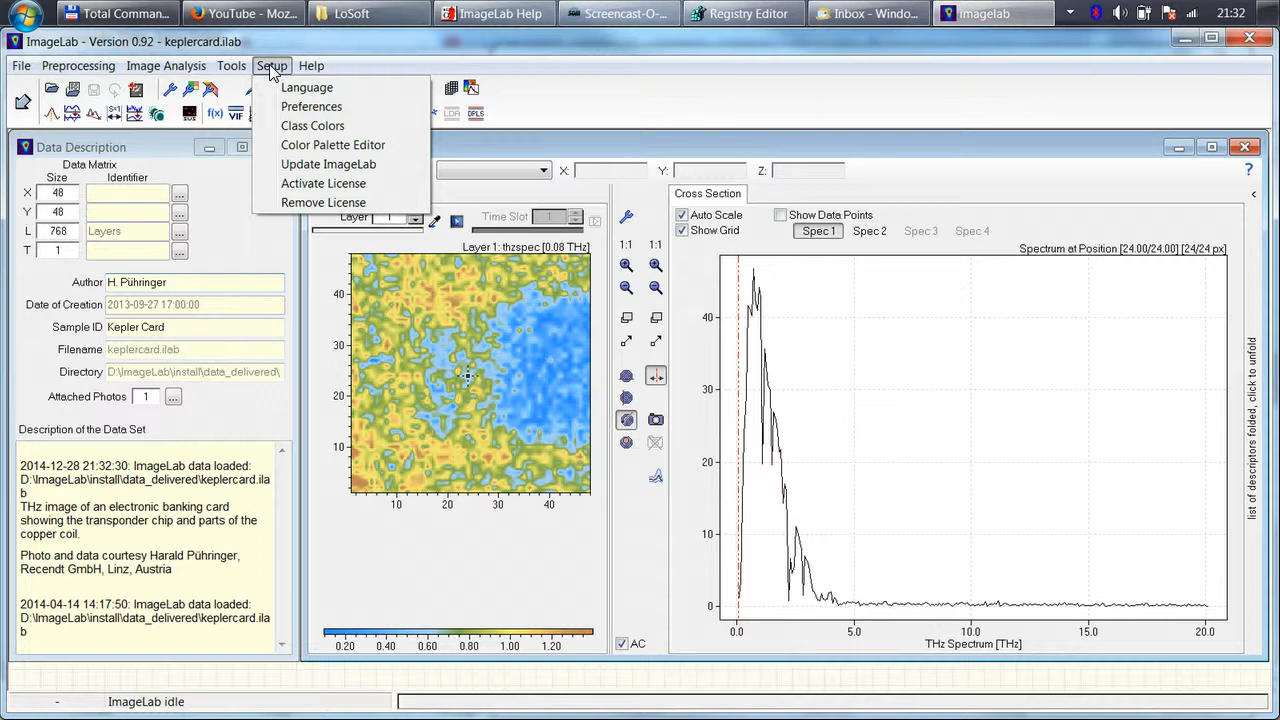 Total Comman...
YouTube - Moz...
LoSoft
ImageLab Help
Screencast-O-...
Registry Editor
Inbox - Window...
imagelab
21:32
ImageLab - Version 0.92 - keplercard.ilab
File Preprocessing Image Analysis Tools Setup Help
Language
Preferences
Class Colors
Color Palette Editor
Update ImageLab
Activate License
Remove License
f(x) VIF
LDA DPLS
Data Description
Data Matrix
Size Identifier
X 48 ...
Y 48 ...
L 768 Layers ...
T 1 ...
Author H. Pühringer
Date of Creation 2013-09-27 17:00:00
Sample ID Kepler Card
Filename keplercard.ilab
Directory D:\ImageLab\install\data_delivered\
Attached Photos 1 ...
Description of the Data Set
2014-12-28 21:32:30: ImageLab data loaded:
D:\ImageLab\install\data_delivered\keplercard.ila
b
THz image of an electronic banking card
showing the transponder chip and parts of the
copper coil.
Photo and data courtesy Harald Pühringer,
Recendt GmbH, Linz, Austria
2014-04-14 14:17:50: ImageLab data loaded:
D:\ImageLab\install\data_delivered\keplercard.ila
b
X: Y: Z:
?
Layer 1 Time Slot 1
Layer 1: thzspec [0.08 THz]
40
30
20
10
10 20 30 40
0.20 0.40 0.60 0.80 1.00 1.20
1:1 1:1
AC
Cross Section
<
Auto Scale Show Data Points
Show Grid Spec 1 Spec 2 Spec 3 Spec 4
Spectrum at Position [24.00/24.00] [24/24 px]
40
30
20
10
0
0.0 5.0 10.0 15.0 20.0
THz Spectrum [THz]
list of descriptors folded, click to unfold
- ImageLab idle